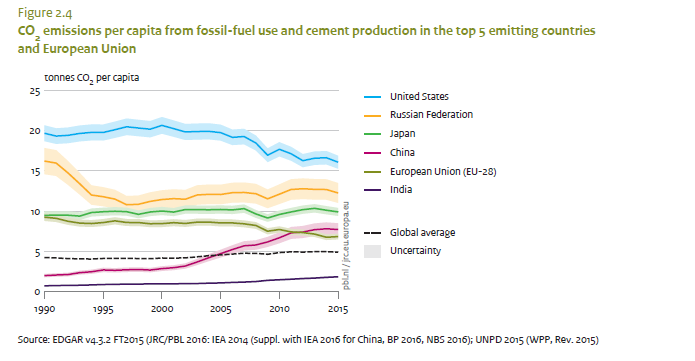 Figure 2.4
CO2 emissions per capita from fossil-fuel use and cement production in the top 5 emitting countries
and European Union
tonnes CO2 per capita
25
20
15
10
5
0
1990
1995
2000
2005
2010
2015
pbl.nl / jrc.eu.europa.eu
United States
Russian Federation
Japan
China
European Union (EU-28)
India
Global average
Uncertainty
Source: EDGAR v4.3.2 FT2015 (JRC/PBL 2016: IEA 2014 (suppl. with IEA 2016 for China, BP 2016, NBS 2016); UNPD 2015 (WPP, Rev. 2015)